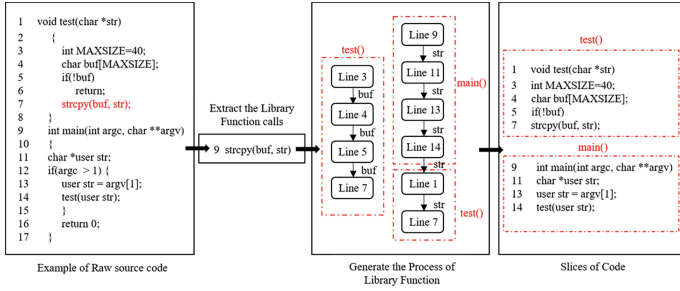 1 void test(char *str)
2 {
3 int MAXSIZE=40;
4 char buf[MAXSIZE];
5 if(!buf)
6 return;
7 strcpy(buf, str);
8 }
9 int main(int argc, char **argv)
10 {
11 char *user str;
12 if(argc > 1) {
13 user str = argv[1];
14 test(user str);
15 }
16 return 0;
17 }
Example of Raw source code
Extract the Library
Function calls
9 strcpy(buf, str)
test()
Line 3
buf
Line 4
buf
Line 5
buf
Line 7
Line 9
str
Line 11
str
Line 13
str
Line 14
str
Line 1
str
Line 7
main()
test()
Generate the Process of
Library Function
test()
1 void test(char *str)
3 int MAXSIZE=40;
4 char buf[MAXSIZE];
5 if(!buf)
7 strcpy(buf, str);
main()
9 int main(int argc, char **argv)
11 char *user str;
13 user str = argv[1];
14 test(user str);
Slices of Code